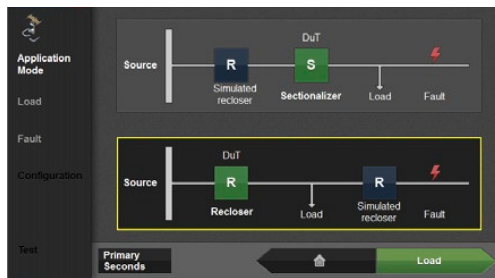 Application
Mode
Load
Fault
Configuration
Test
DuT
Source
R
S
Simulated
recloser
Sectionalizer
Load
Fault
DuT
Source
R
R
Recloser
Load
Simulated
recloser
Fault
Primary
Seconds
Load